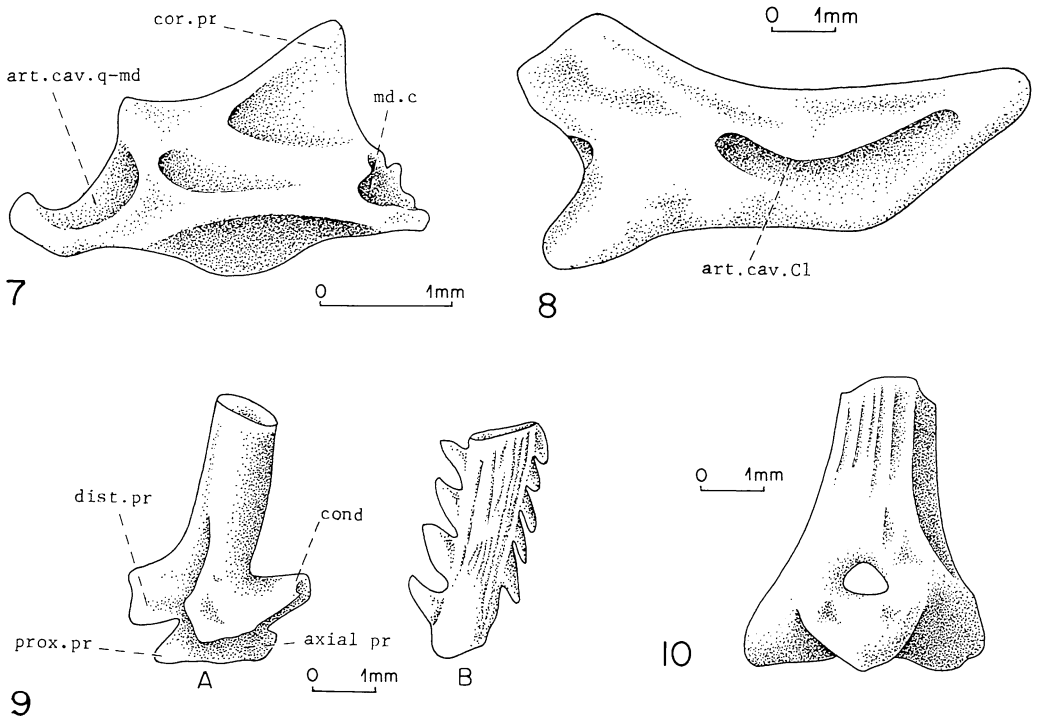 cor.pr
art.cav.q-md
md.c
7
0 1mm
0 1mm
art.cav.Cl
8
dist.pr
cond
prox.pr
axial pr
A
0 1mm
B
9
0 1mm
10